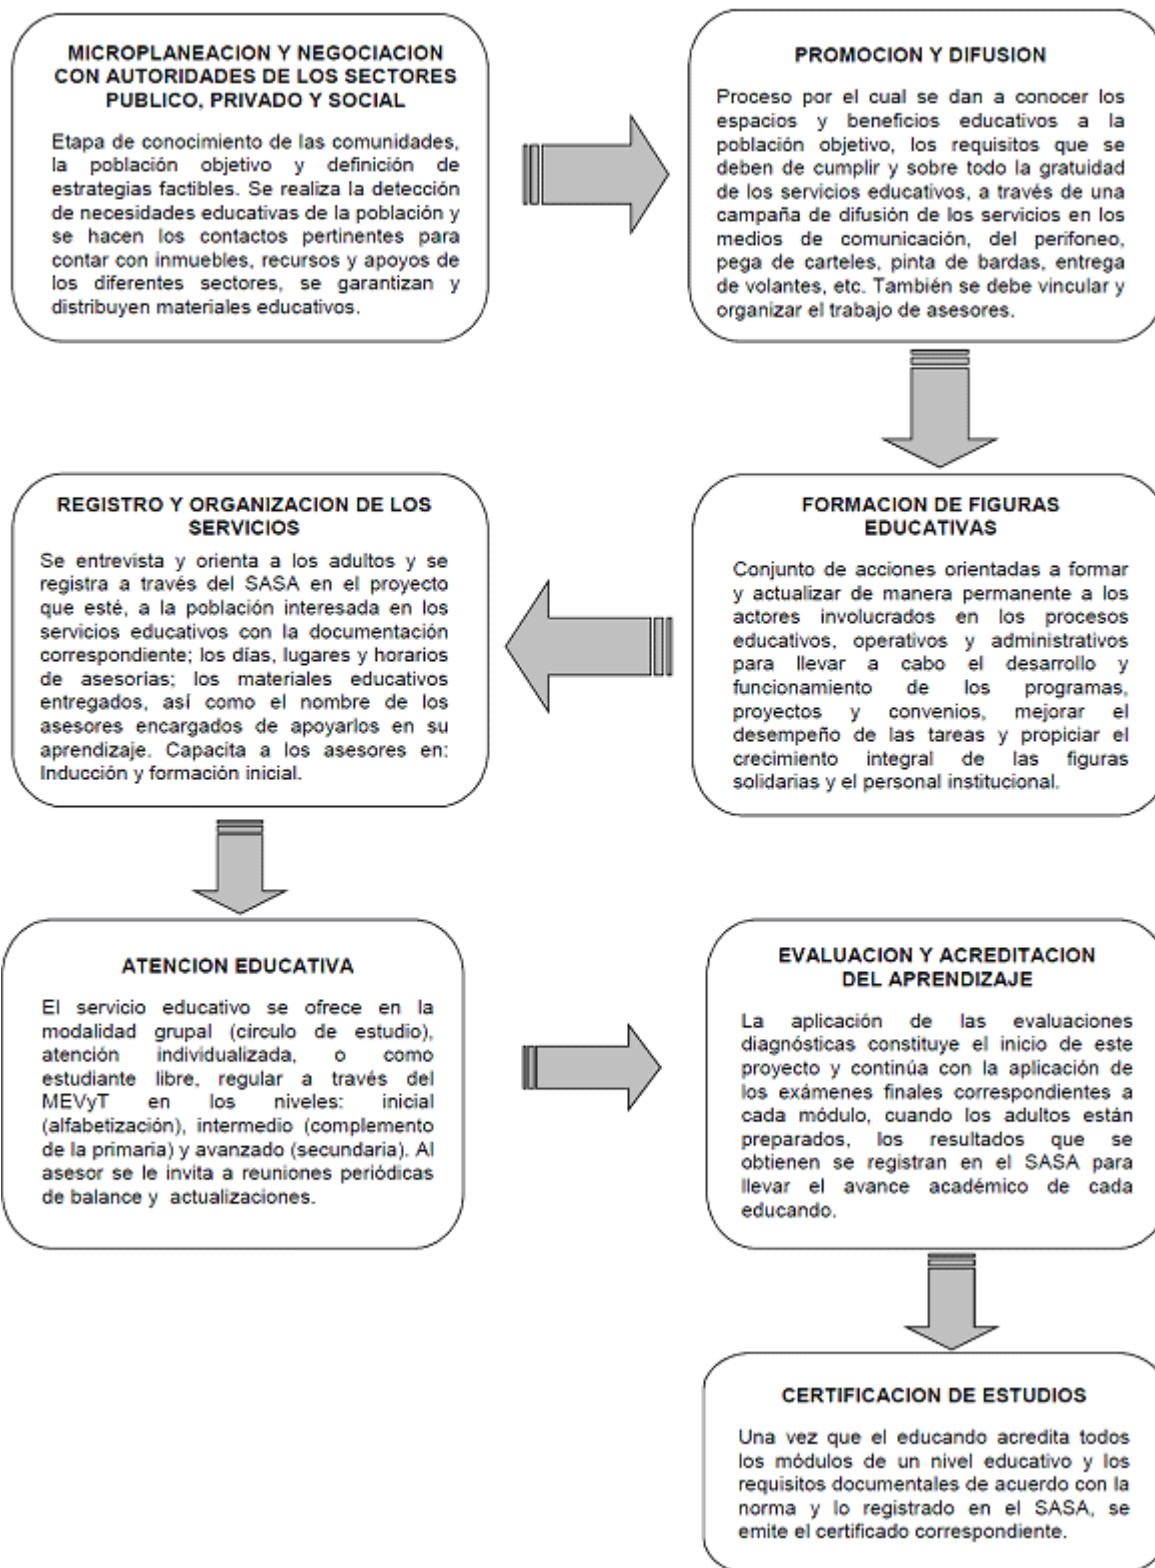 MICROPLANEACION Y NEGOCIACION
CON AUTORIDADES DE LOS SECTORES
PUBLICO, PRIVADO Y SOCIAL
Etapa de conocimiento de las comunidades,
la población objetivo y definición de
estrategias factibles. Se realiza la detección
de necesidades educativas de la población y
se hacen los contactos pertinentes para
contar con inmuebles, recursos y apoyos de
los diferentes sectores, se garantizan y
distribuyen materiales educativos.
PROMOCION Y DIFUSION
Proceso por el cual se dan a conocer los
espacios y beneficios educativos a la
población objetivo, los requisitos que se
deben de cumplir y sobre todo la gratuidad
de los servicios educativos, a través de una
campaña de difusión de los servicios en los
medios de comunicación, del perifoneo,
pega de carteles, pinta de bardas, entrega
de volantes, etc. También se debe vincular y
organizar el trabajo de asesores.
FORMACION DE FIGURAS
EDUCATIVAS
Conjunto de acciones orientadas a formar
y actualizar de manera permanente a los
actores involucrados en los procesos
educativos, operativos y administrativos
para llevar a cabo el desarrollo y
funcionamiento de los programas,
proyectos y convenios, mejorar el
desempeño de las tareas y propiciar el
crecimiento integral de las figuras
solidarias y el personal institucional.
REGISTRO Y ORGANIZACION DE LOS
SERVICIOS
Se entrevista y orienta a los adultos y se
registra a través del SASA en el proyecto
que esté, a la población interesada en los
servicios educativos con la documentación
correspondiente; los días, lugares y horarios
de asesorías; los materiales educativos
entregados, así como el nombre de los
asesores encargados de apoyarlos en su
aprendizaje. Capacita a los asesores en:
Inducción y formación inicial.
ATENCION EDUCATIVA
El servicio educativo se ofrece en la
modalidad grupal (círculo de estudio),
atención individualizada, o como
estudiante libre, regular a través del
MEVyT en los niveles: inicial
(alfabetización), intermedio (complemento
de la primaria) y avanzado (secundaria). Al
asesor se le invita a reuniones periódicas
de balance y actualizaciones.
EVALUACION Y ACREDITACION
DEL APRENDIZAJE
La aplicación de las evaluaciones
diagnósticas constituye el inicio de este
proyecto y continúa con la aplicación de
los exámenes finales correspondientes a
cada módulo, cuando los adultos están
preparados, los resultados que se
obtienen se registran en el SASA para
llevar el avance académico de cada
educando.
CERTIFICACION DE ESTUDIOS
Una vez que el educando acredita todos
los módulos de un nivel educativo y los
requisitos documentales de acuerdo con la
norma y lo registrado en el SASA, se
emite el certificado correspondiente.